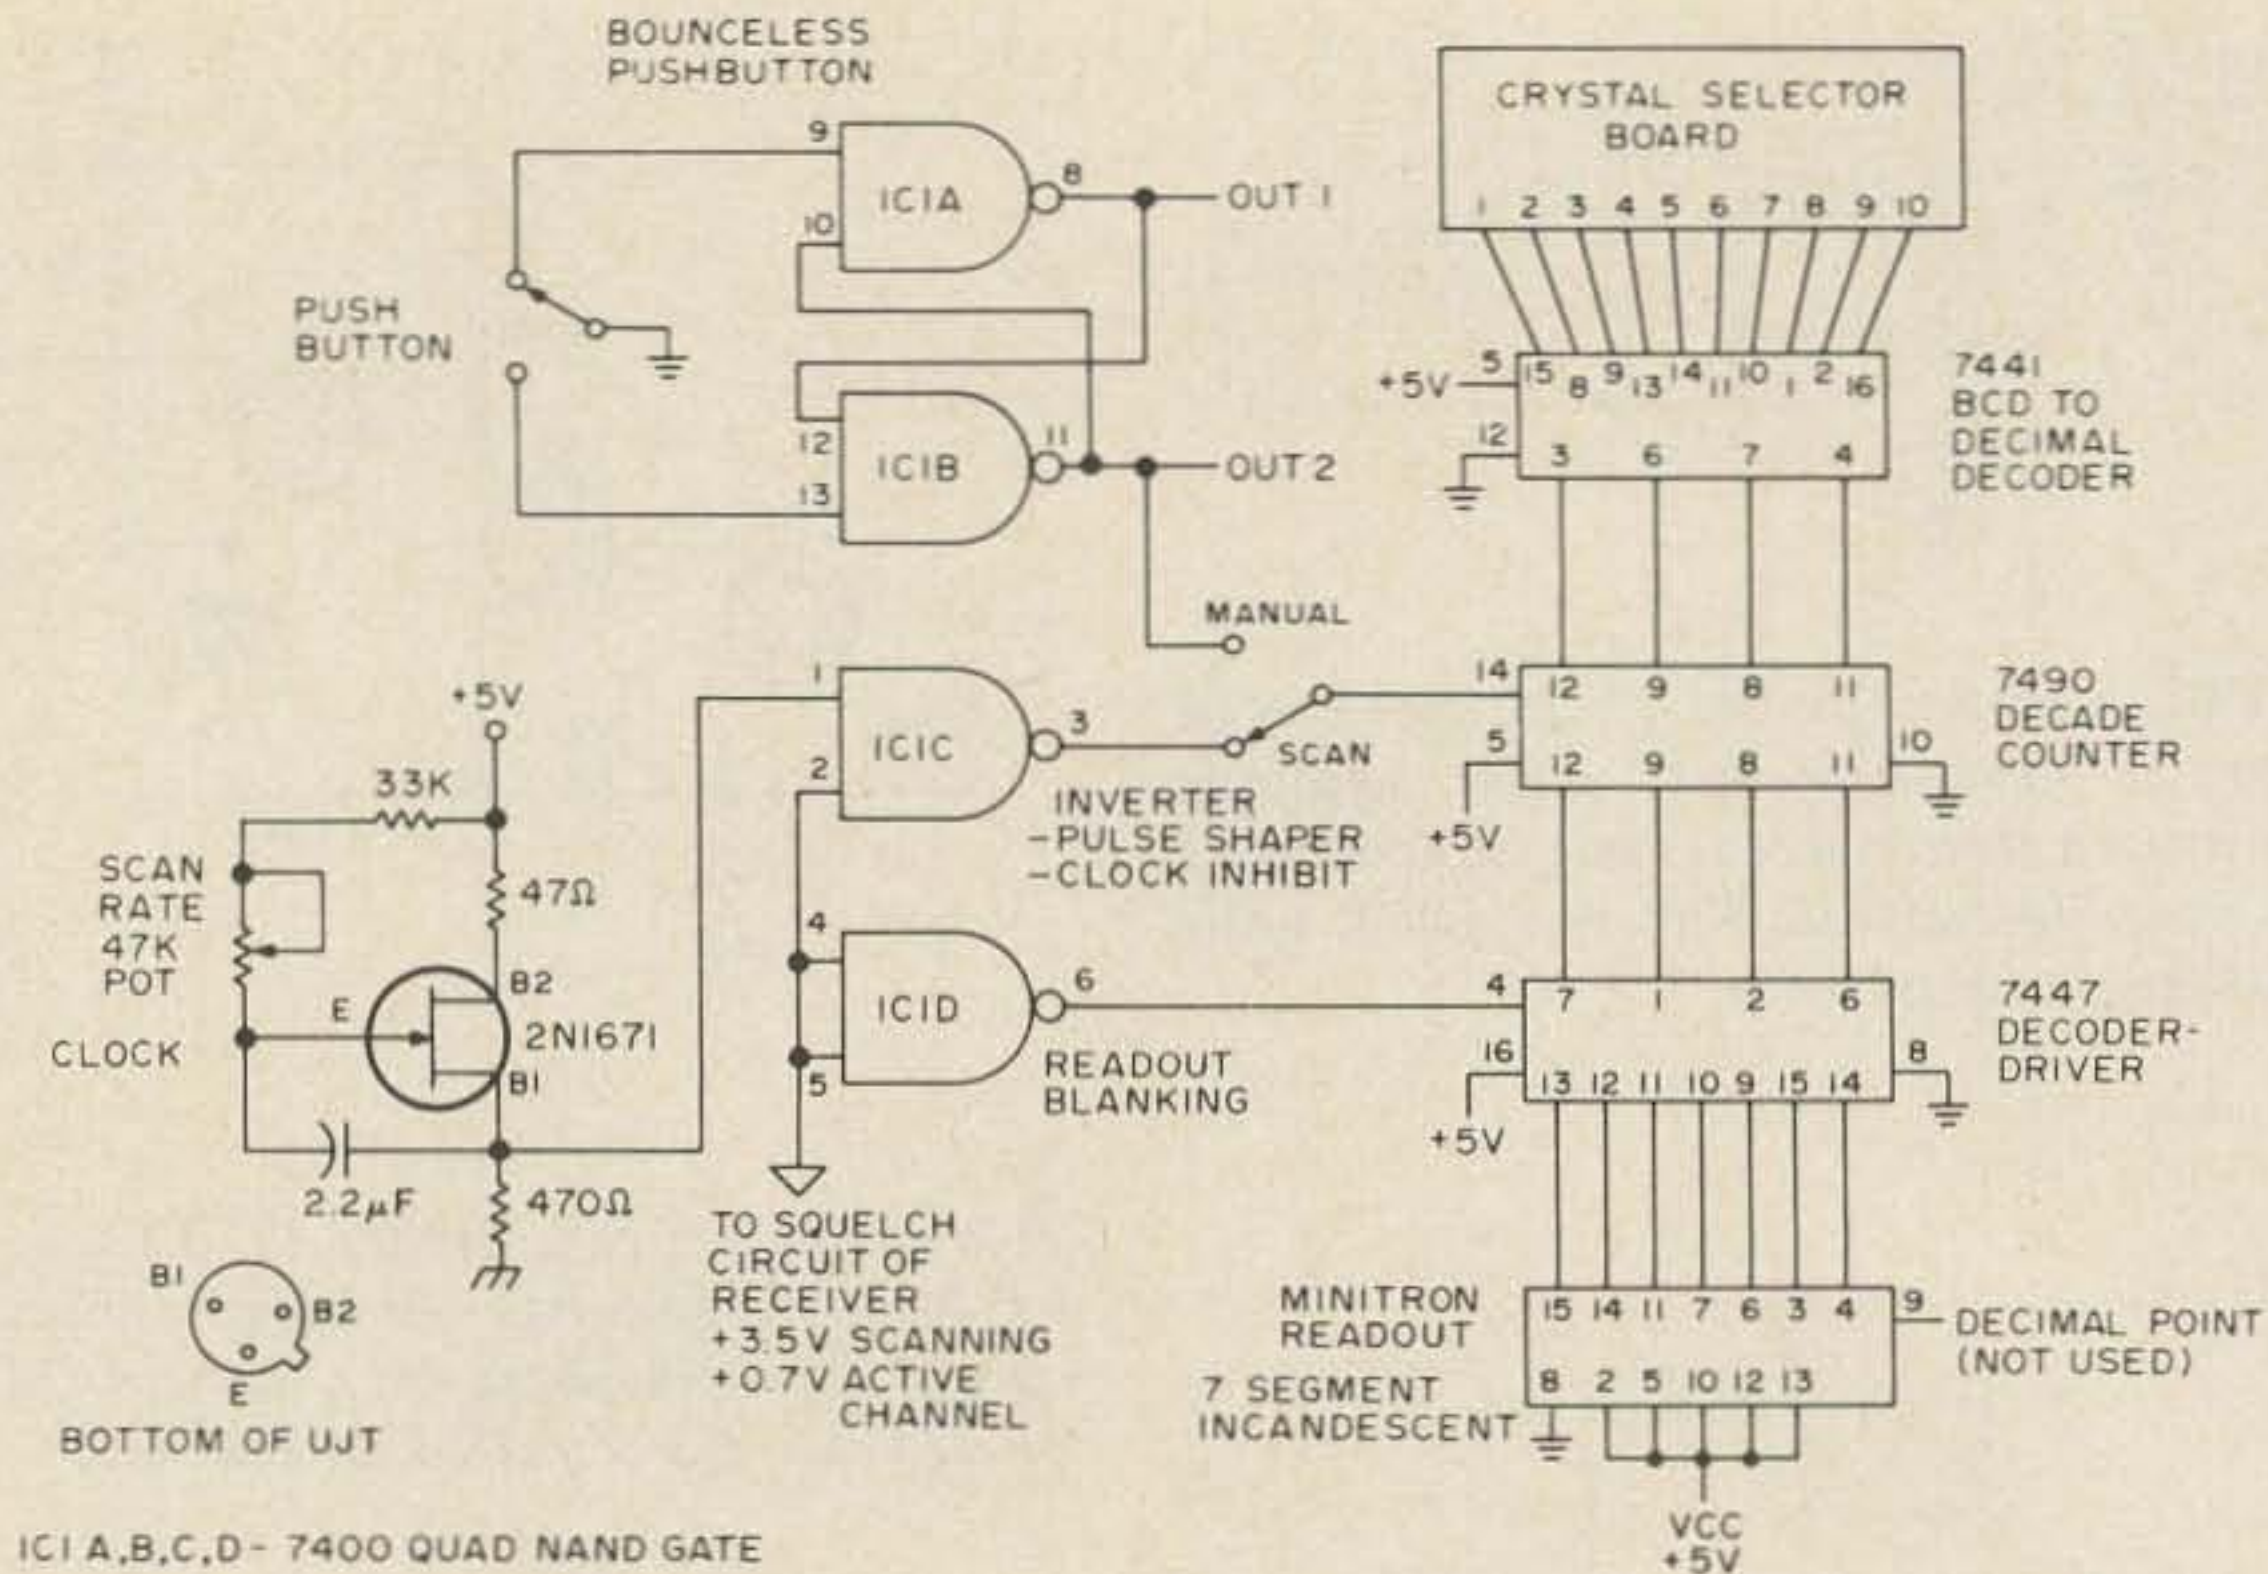 BOUNCELESS
PUSHBUTTON
9
10
IC1A
8
OUT 1
PUSH
BUTTON
12
13
IC1B
11
OUT 2
MANUAL
1
2
IC1C
3
SCAN
INVERTER
-PULSE SHAPER
-CLOCK INHIBIT
4
5
IC1D
6
READOUT
BLANKING
+5V
33K
47Ω
SCAN
RATE
47K
POT
CLOCK
E
B2
2N1671
B1
2.2μF
470Ω
B1
B2
E
BOTTOM OF UJT
TO SQUELCH
CIRCUIT OF
RECEIVER
+3.5V SCANNING
+0.7V ACTIVE
CHANNEL
CRYSTAL SELECTOR
BOARD
1 2 3 4 5 6 7 8 9 10
+5V
5
12
15 8 9 13 14 11 10 1 2 16
3 6 7 4
7441
BCD TO
DECIMAL
DECODER
14
5
+5V
12 9 8 11
12 9 8 11
10
7490
DECADE
COUNTER
4
16
+5V
7 1 2 6
13 12 11 10 9 15 14
8
7447
DECODER-
DRIVER
MINITRON
READOUT
7 SEGMENT
INCANDESCENT
15 14 11 7 6 3 4
8 2 5 10 12 13
9
DECIMAL POINT
(NOT USED)
VCC
+5V
IC1 A,B,C,D - 7400 QUAD NAND GATE